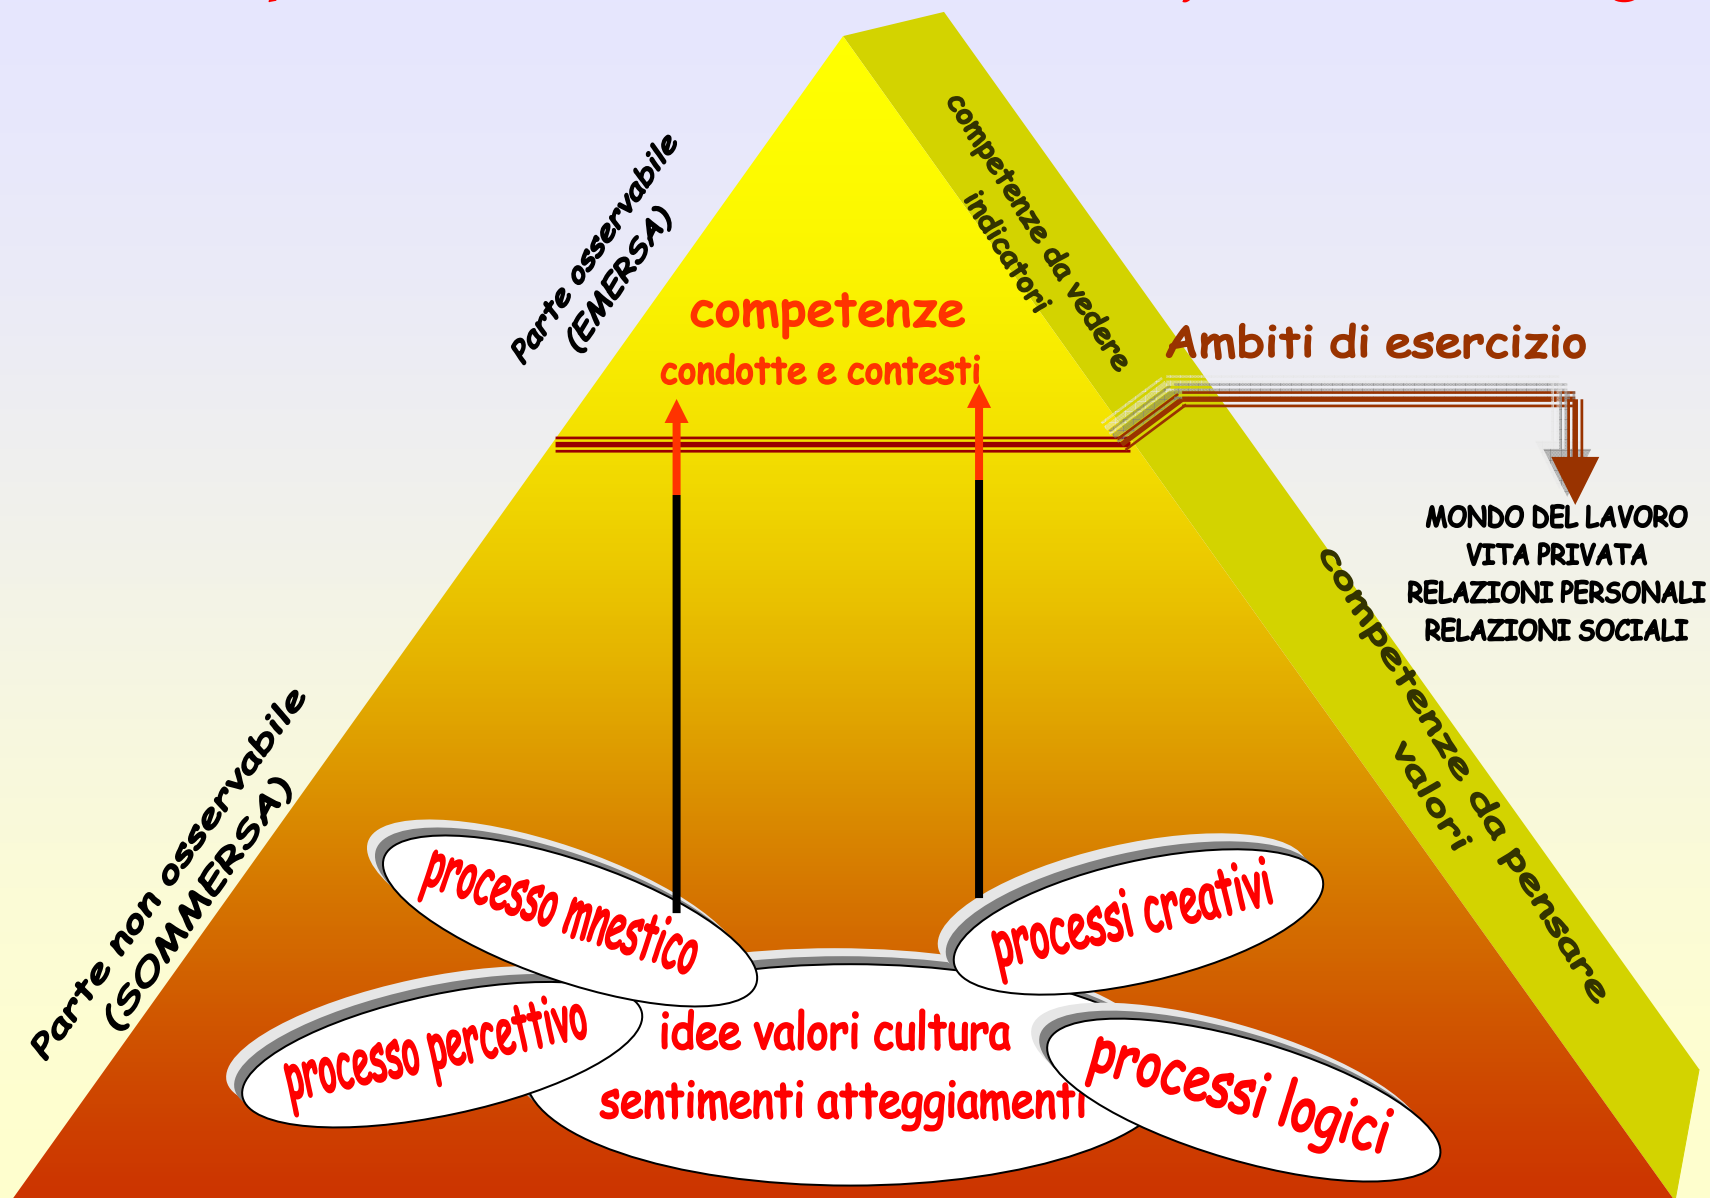 Parte osservabile
(EMERSA)
competenze da vedere
indicatori
competenze
condotte e contesti
Ambiti di esercizio
MONDO DEL LAVORO
VITA PRIVATA
RELAZIONI PERSONALI
RELAZIONI SOCIALI
competenze da pensare
valori
Parte non osservabile
(SOMMERSA)
processo mnestico
processi creativi
processo percettivo
idee valori cultura
sentimenti atteggiamenti
processi logici